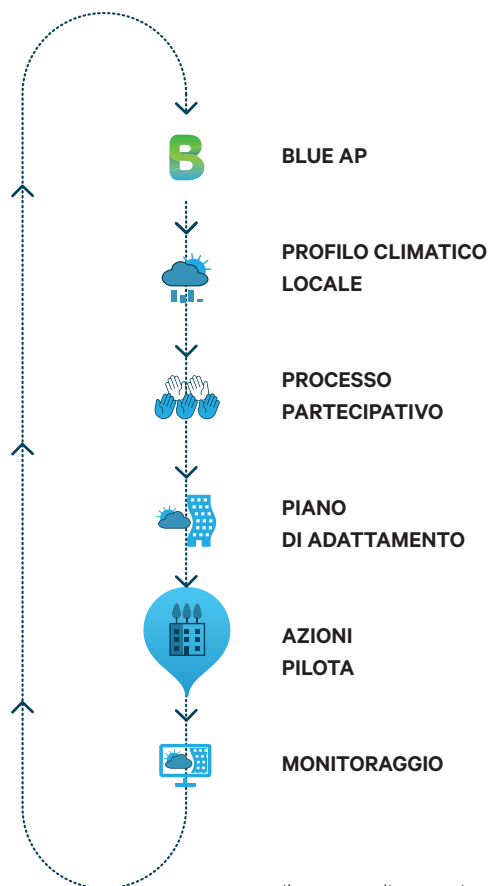 B
BLUE AP
PROFILO CLIMATICO
LOCALE
PROCESSO
PARTECIPATIVO
PIANO
DI ADATTAMENTO
AZIONI
PILOTA
MONITORAGGIO